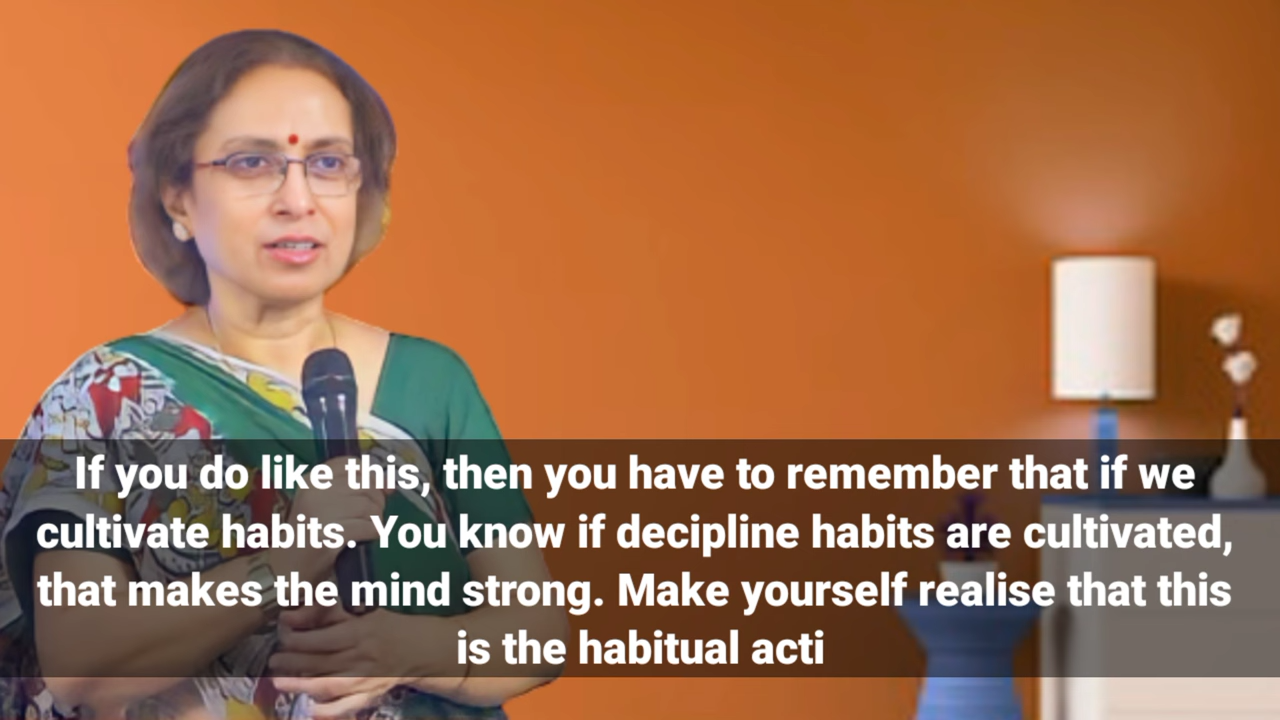 If you do like this, then you have to remember that if we
cultivate habits. You know if decipline habits are cultivated,
that makes the mind strong. Make yourself realise that this
is the habitual acti